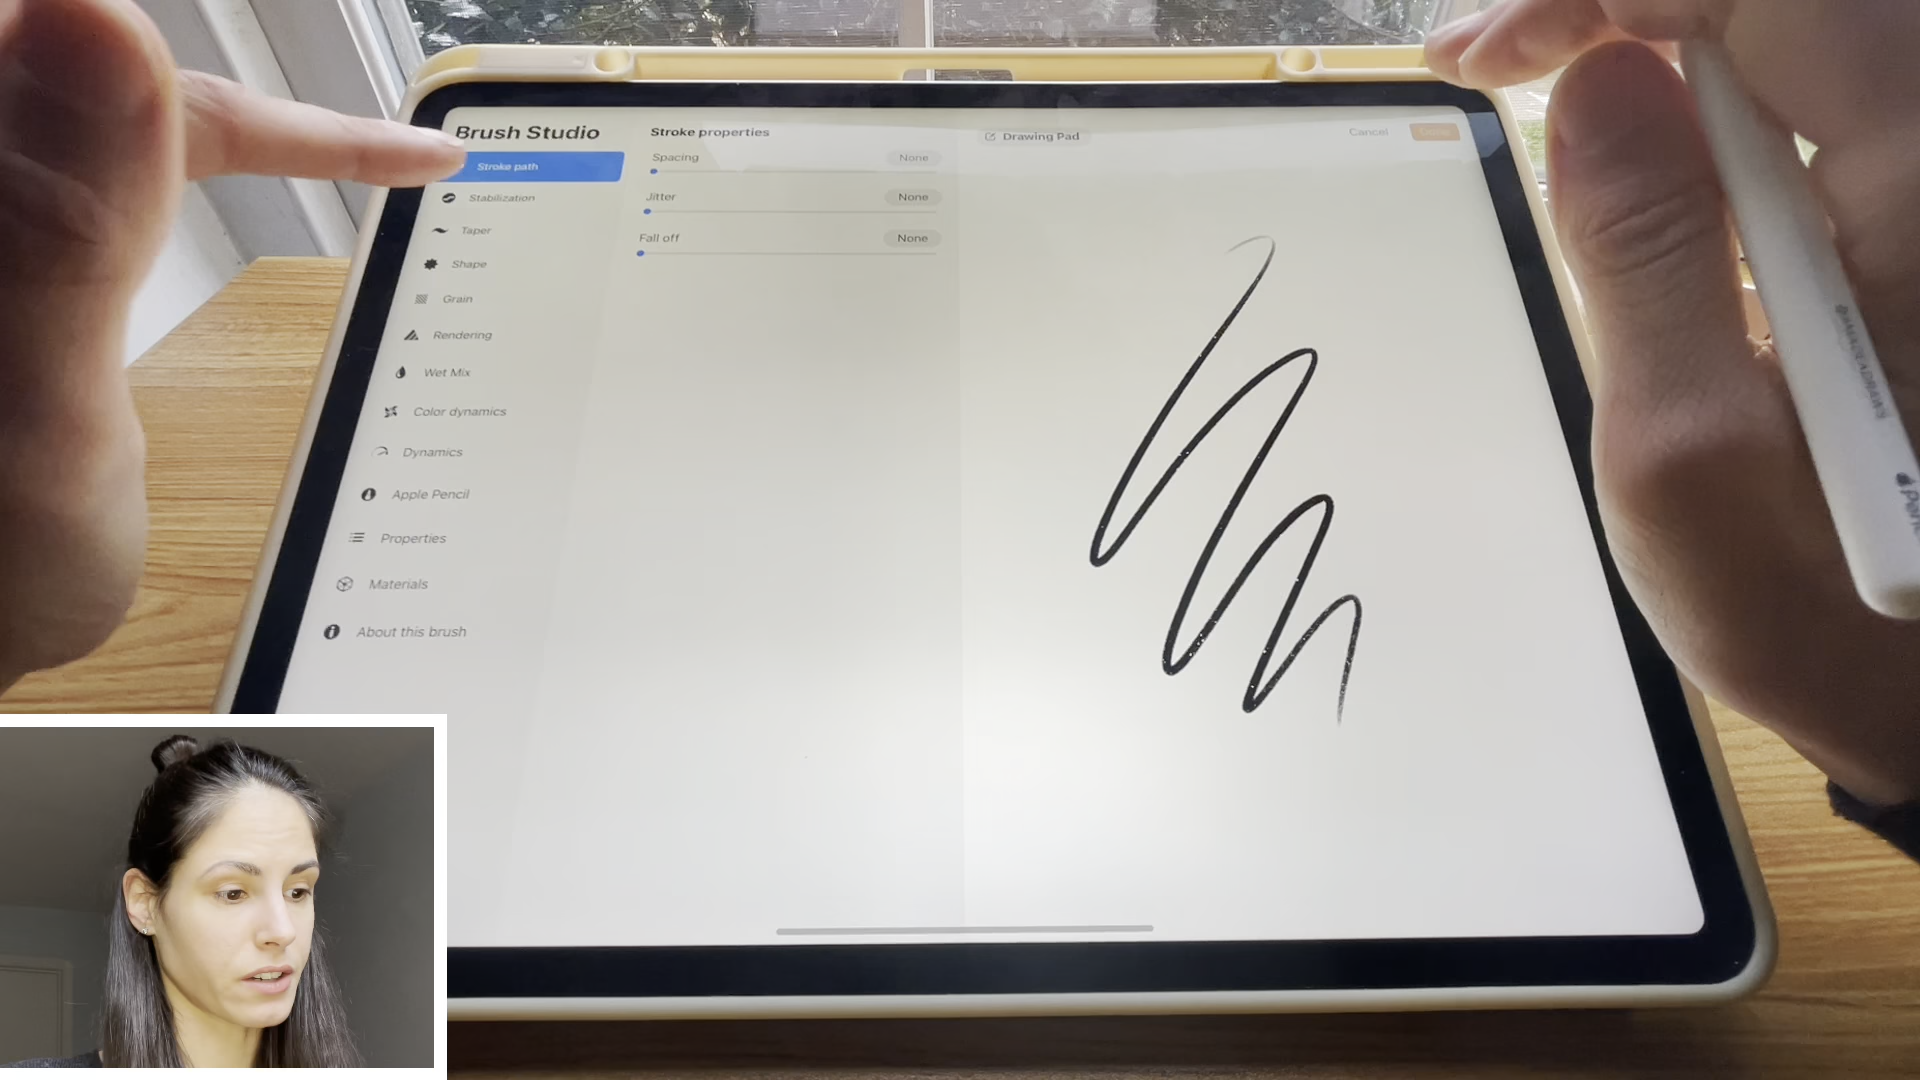 Brush Studio
Stroke path
Stabilization
Taper
Shape
Grain
Rendering
Wet Mix
Color dynamics
Dynamics
Apple Pencil
Properties
Materials
About this brush
Stroke properties
Spacing None
Jitter None
Fall off None
Drawing Pad
Cancel
Done